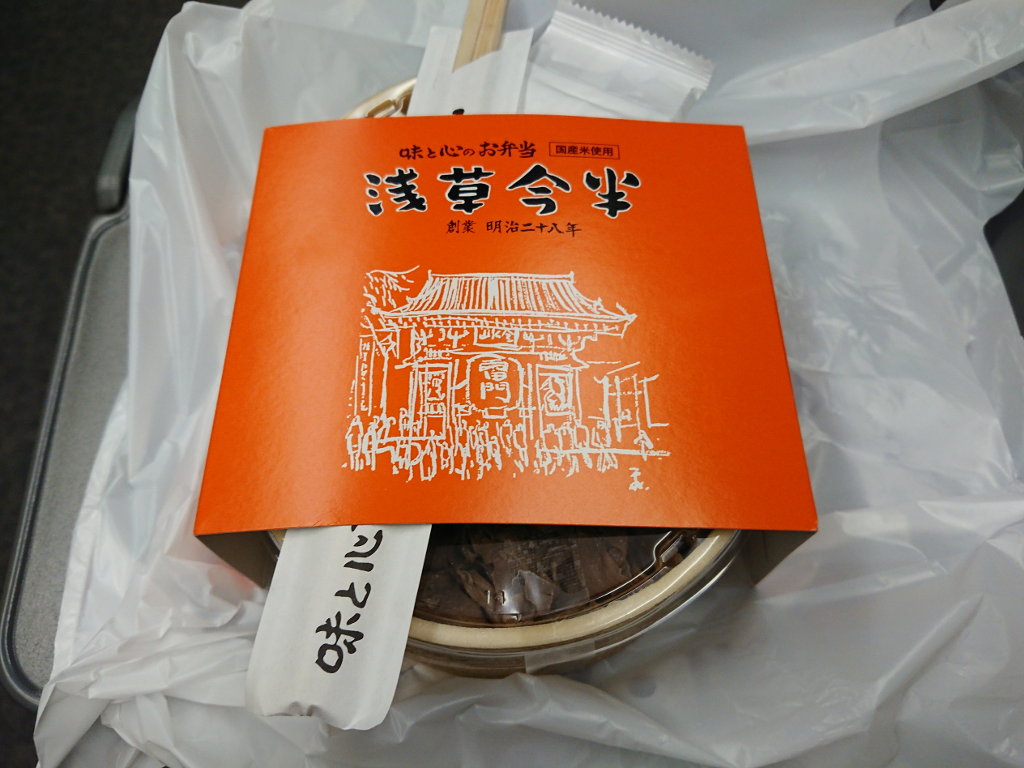 味と心のお弁当 国産米使用
浅草今半
創業 明治二十八年
雷門
味と心